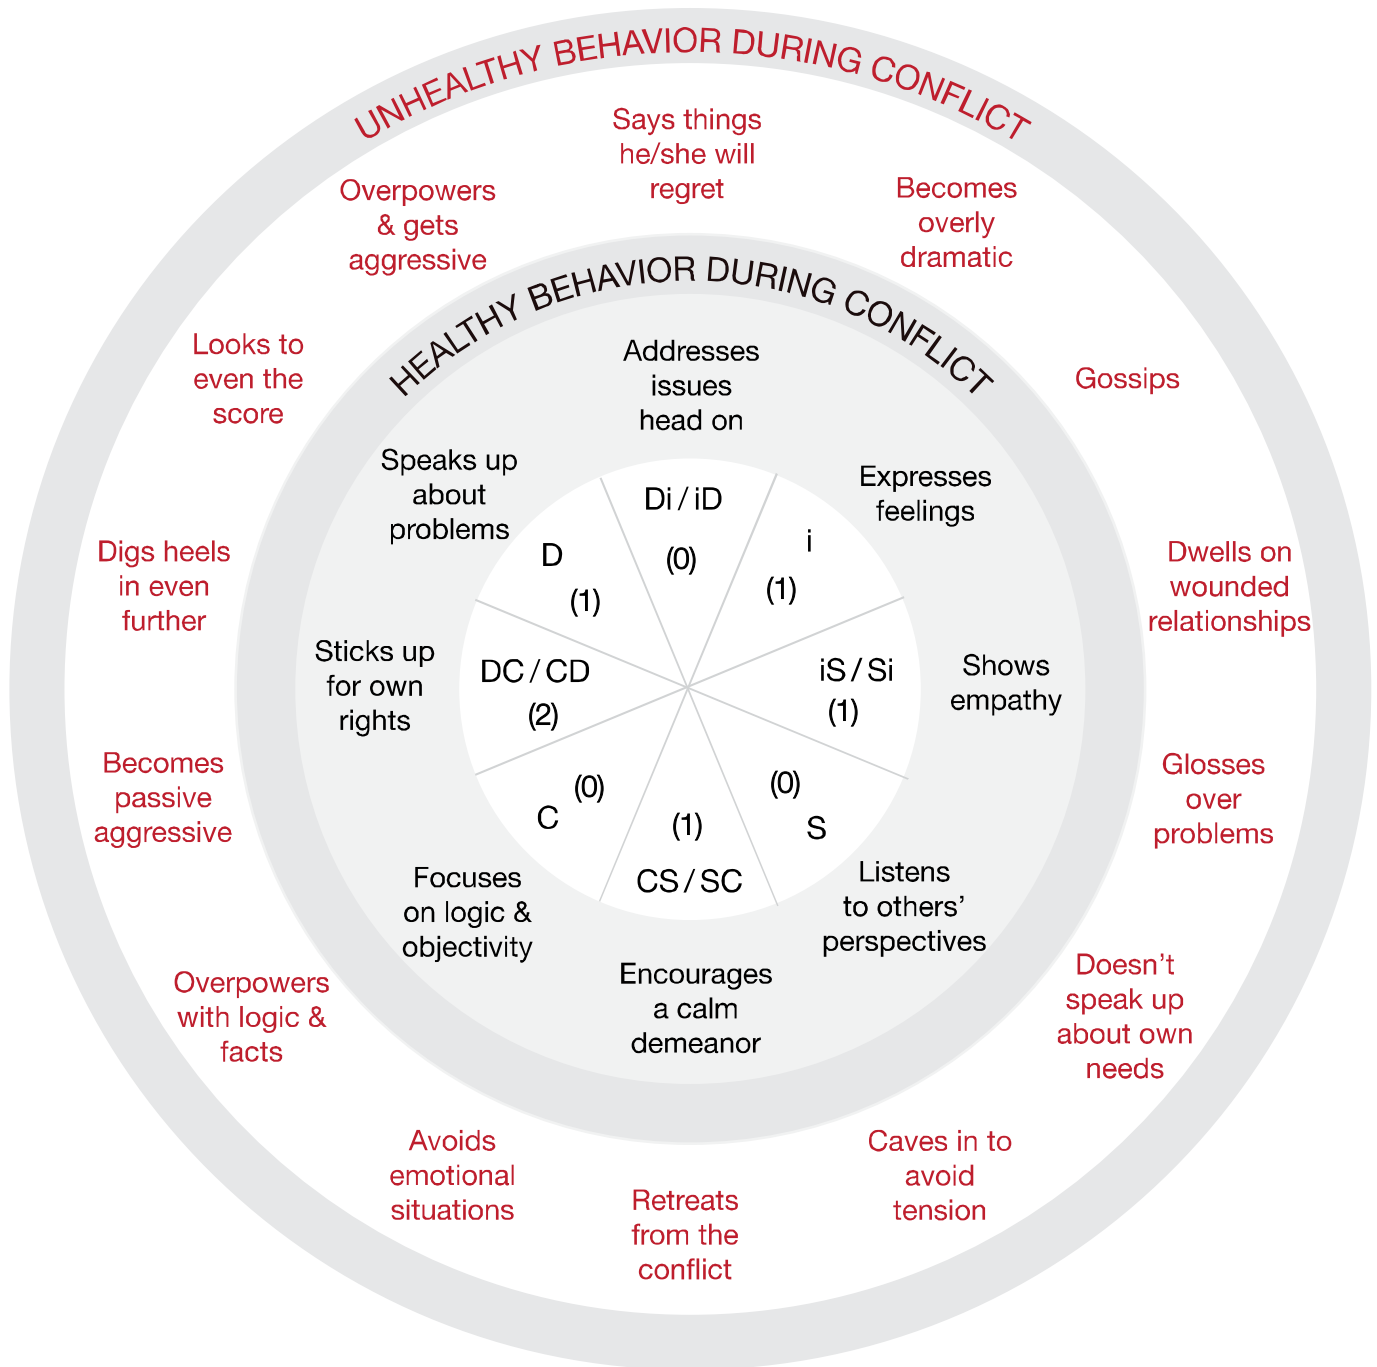 UNHEALTHY BEHAVIOR DURING CONFLICT
Says things
he/she will
regret
Becomes
overly
dramatic
Gossips
Dwells on
wounded
relationships
Glosses
over
problems
Doesn't
speak up
about own
needs
Caves in to
avoid
tension
Retreats
from the
conflict
Avoids
emotional
situations
Overpowers
with logic &
facts
Becomes
passive
aggressive
Digs heels
in even
further
Looks to
even the
score
Overpowers
& gets
aggressive
HEALTHY BEHAVIOR DURING CONFLICT
Addresses
issues
head on
Expresses
feelings
Shows
empathy
Listens
to others'
perspectives
Encourages
a calm
demeanor
Focuses
on logic &
objectivity
Sticks up
for own
rights
Speaks up
about
problems
Di / iD
(0)
i
(1)
iS / Si
(1)
(0)
S
(1)
CS / SC
(0)
C
DC / CD
(2)
D
(1)